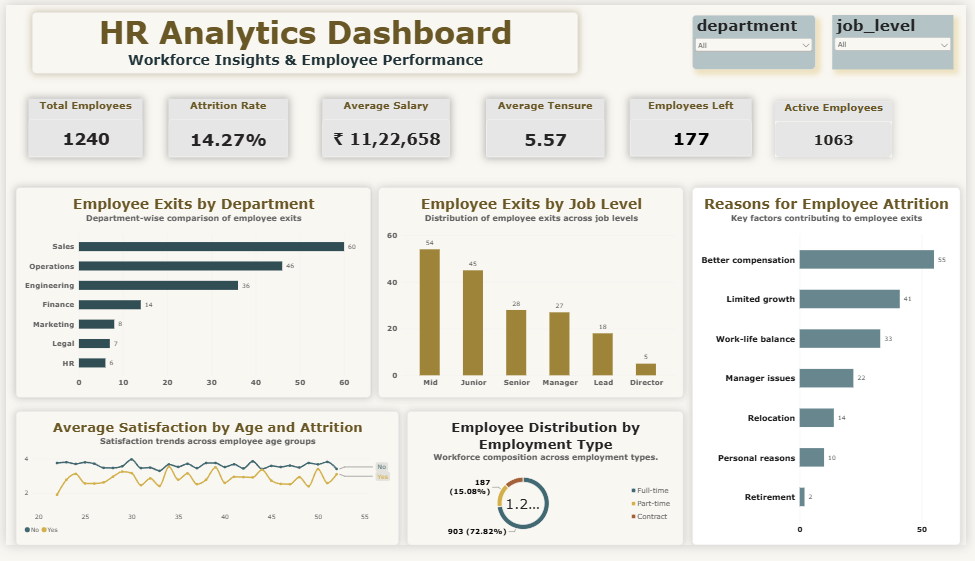 HR Analytics Dashboard
Workforce Insights & Employee Performance
department
All
job_level
All
Total Employees
1240
Attrition Rate
14.27%
Average Salary
₹ 11,22,658
Average Tensure
5.57
Employees Left
177
Active Employees
1063
Employee Exits by Department
Department-wise comparison of employee exits
Sales
60
Operations
46
Engineering
36
Finance
14
Marketing
8
Legal
7
HR
6
0 10 20 30 40 50 60
Employee Exits by Job Level
Distribution of employee exits across job levels
60
40
20
0
54
45
28
27
18
5
Mid Junior Senior Manager Lead Director
Reasons for Employee Attrition
Key factors contributing to employee exits
Better compensation
55
Limited growth
41
Work-life balance
33
Manager issues
22
Relocation
14
Personal reasons
10
Retirement
2
0 50
Average Satisfaction by Age and Attrition
Satisfaction trends across employee age groups
4
2
No
Yes
20 25 30 35 40 45 50 55
No Yes
Employee Distribution by
Employment Type
Workforce composition across employment types.
187
(15.08%)
1.2...
903 (72.82%)
Full-time
Part-time
Contract